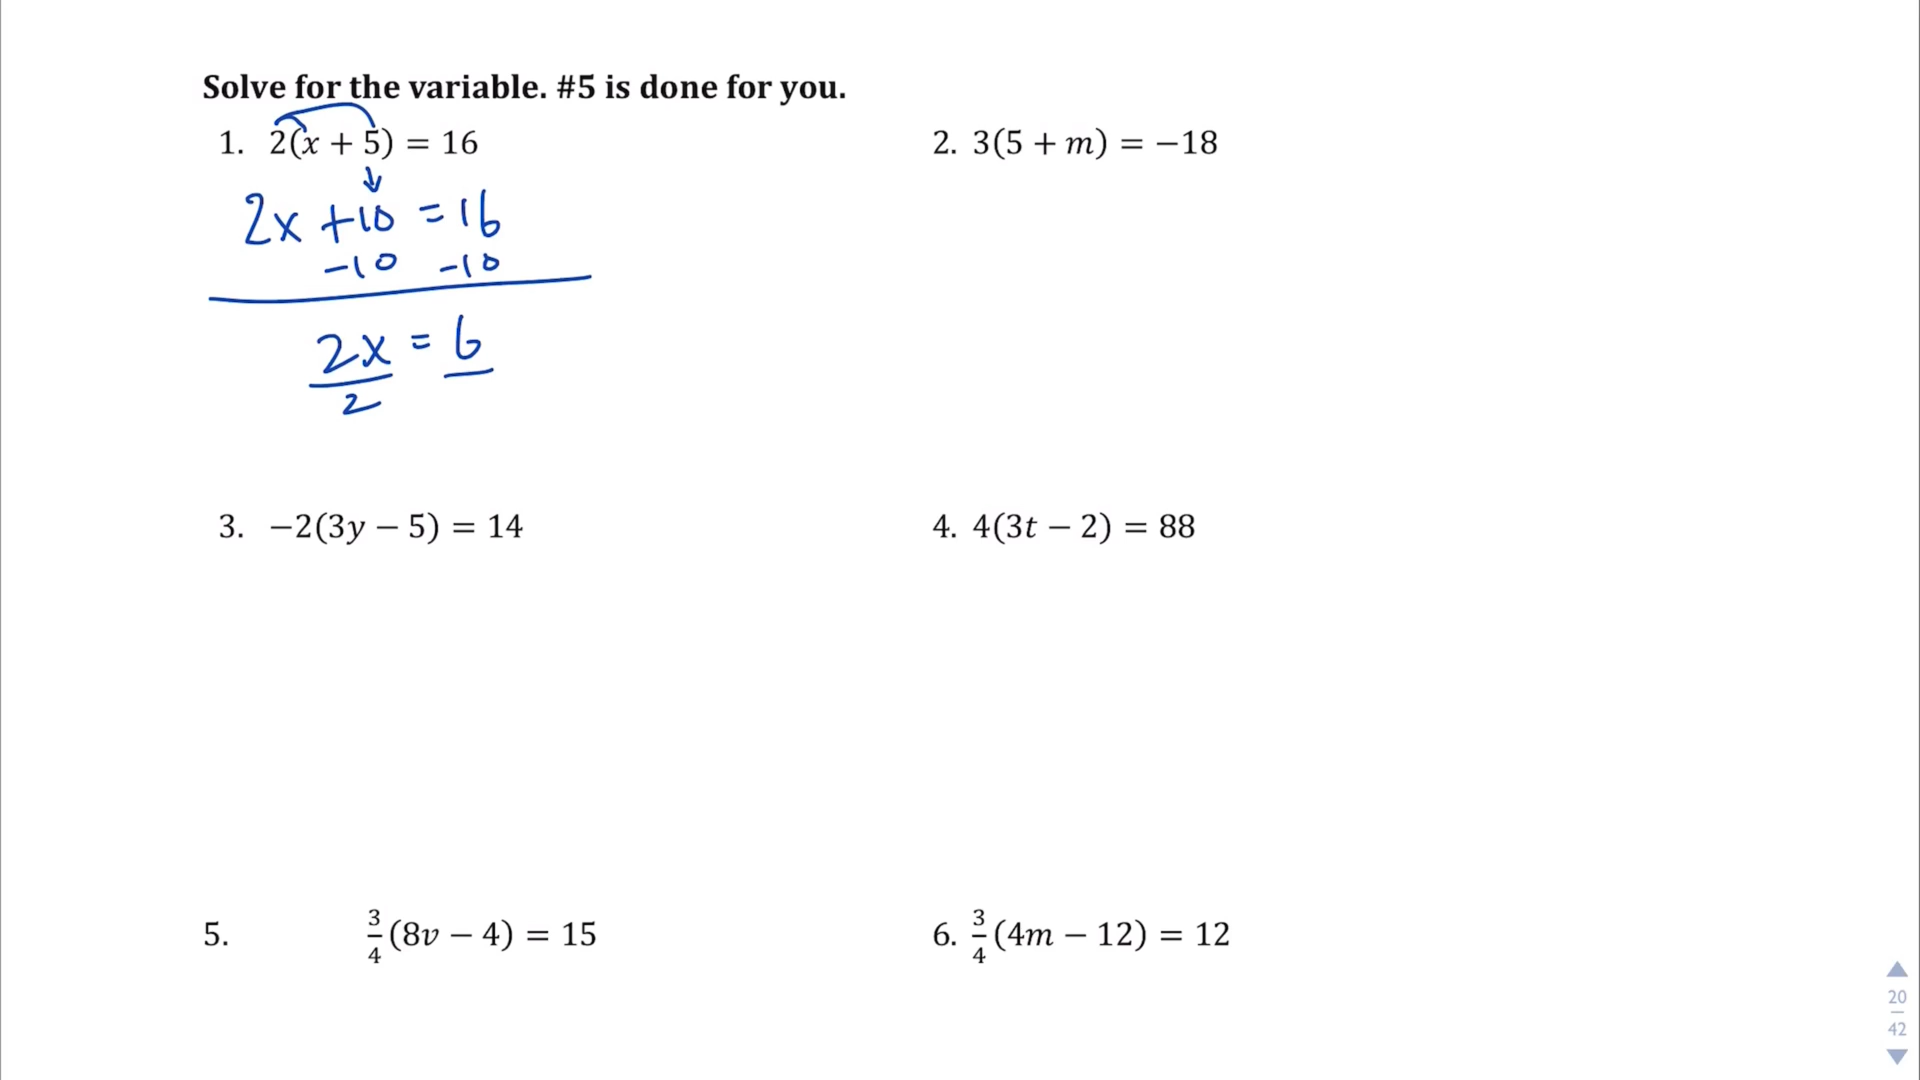 Solve for the variable. #5 is done for you.
1. 2(x + 5) = 16
2x +10 = 16
-10 -10
2x = 6
2
2. 3(5 + m) = −18
3. −2(3y − 5) = 14
4. 4(3t − 2) = 88
5. 3/4(8v − 4) = 15
6. 3/4(4m − 12) = 12
20
42